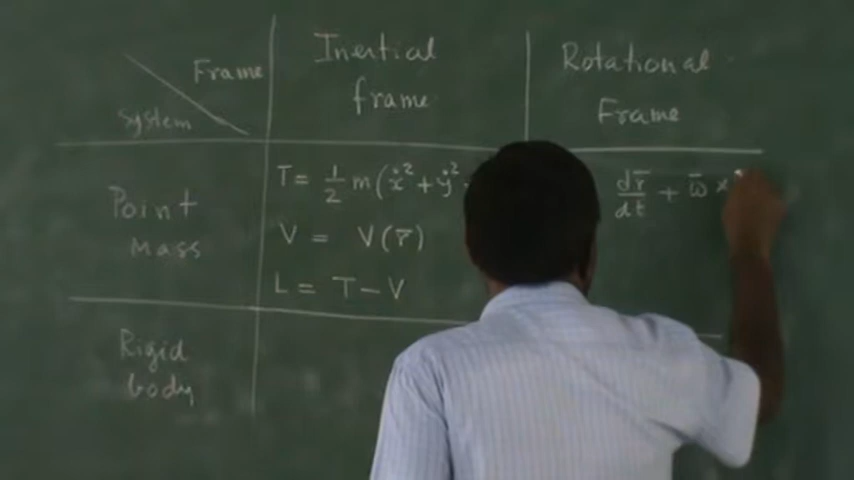 Frame
System
Inertial
frame
Rotational
Frame
Point
Mass
T = 1/2 m(ẋ² + ẏ²
V = V(r̄)
L = T - V
dr̄/dt + ω̄ ×
Rigid
body